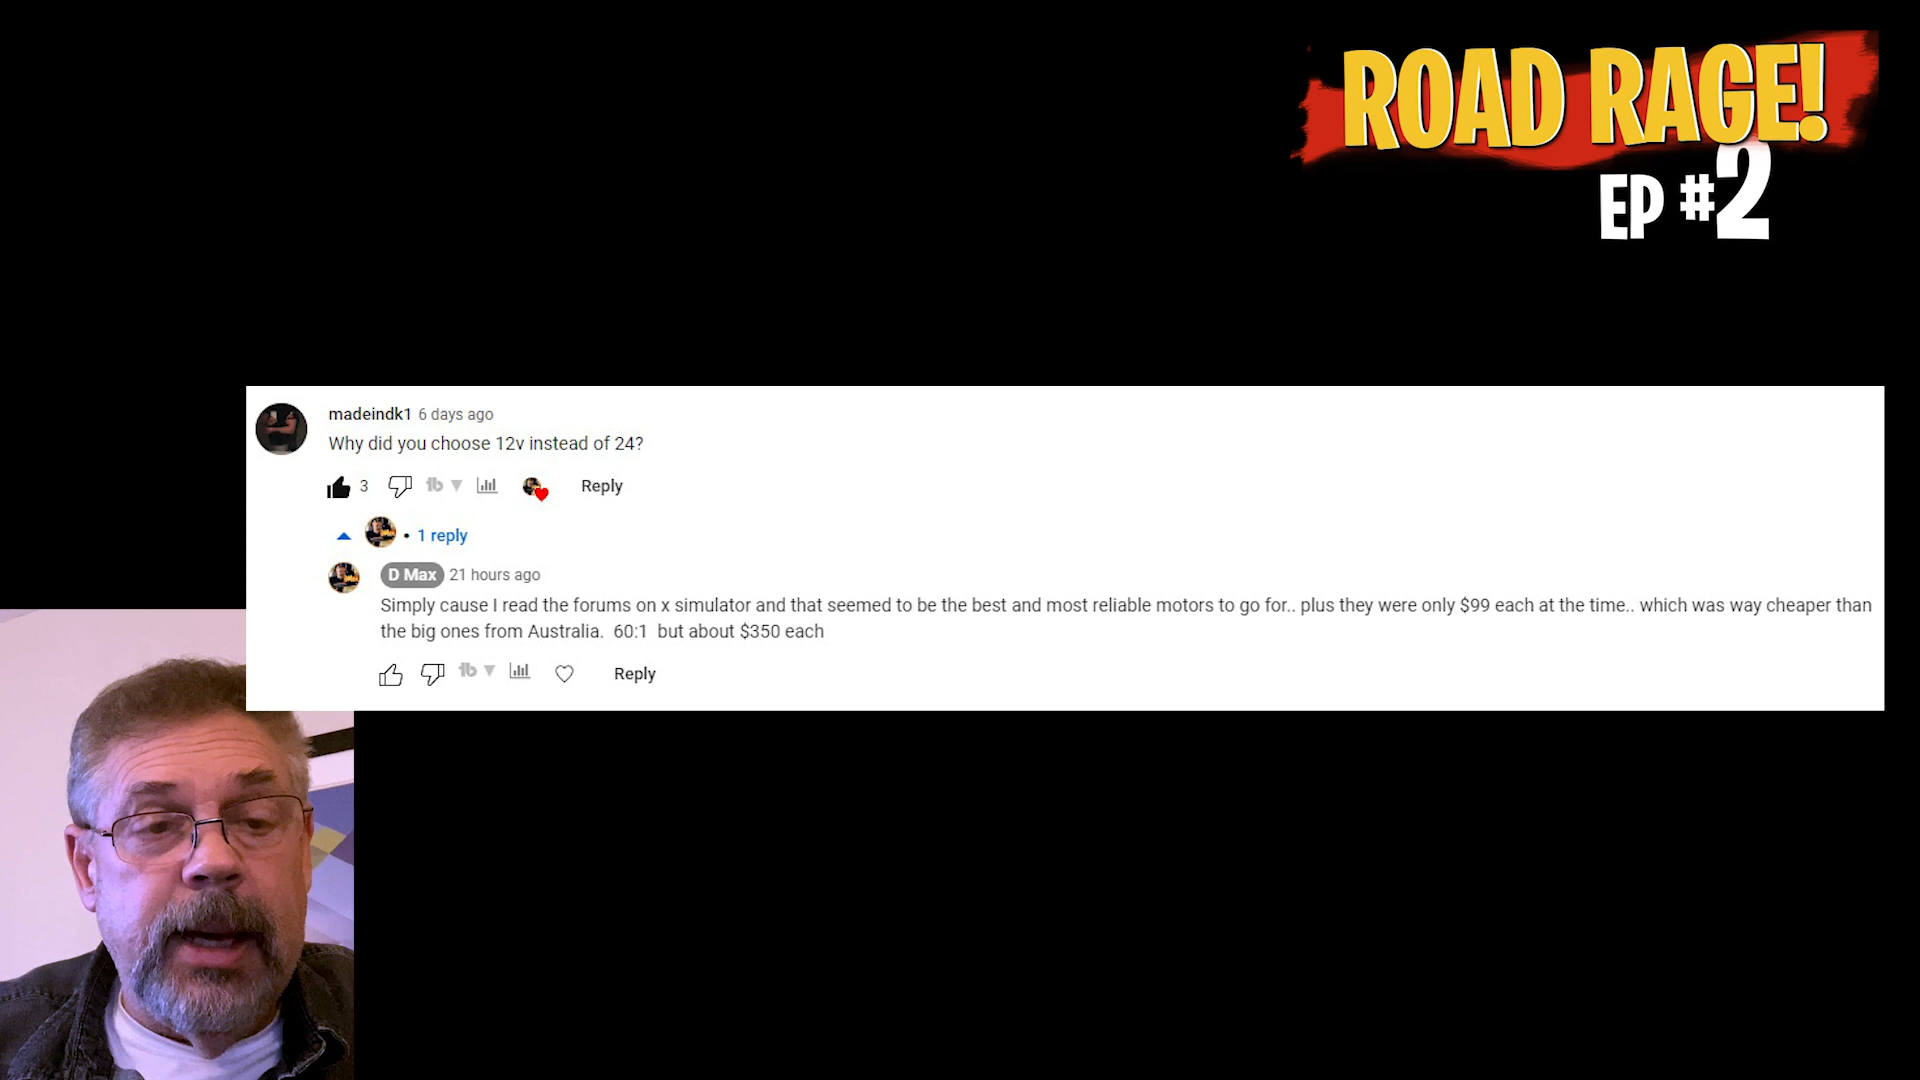 ROAD RAGE!
EP #2
madeindk1 6 days ago
Why did you choose 12v instead of 24?
3 Reply
• 1 reply
D Max 21 hours ago
Simply cause I read the forums on x simulator and that seemed to be the best and most reliable motors to go for.. plus they were only $99 each at the time.. which was way cheaper than
the big ones from Australia. 60:1 but about $350 each
Reply